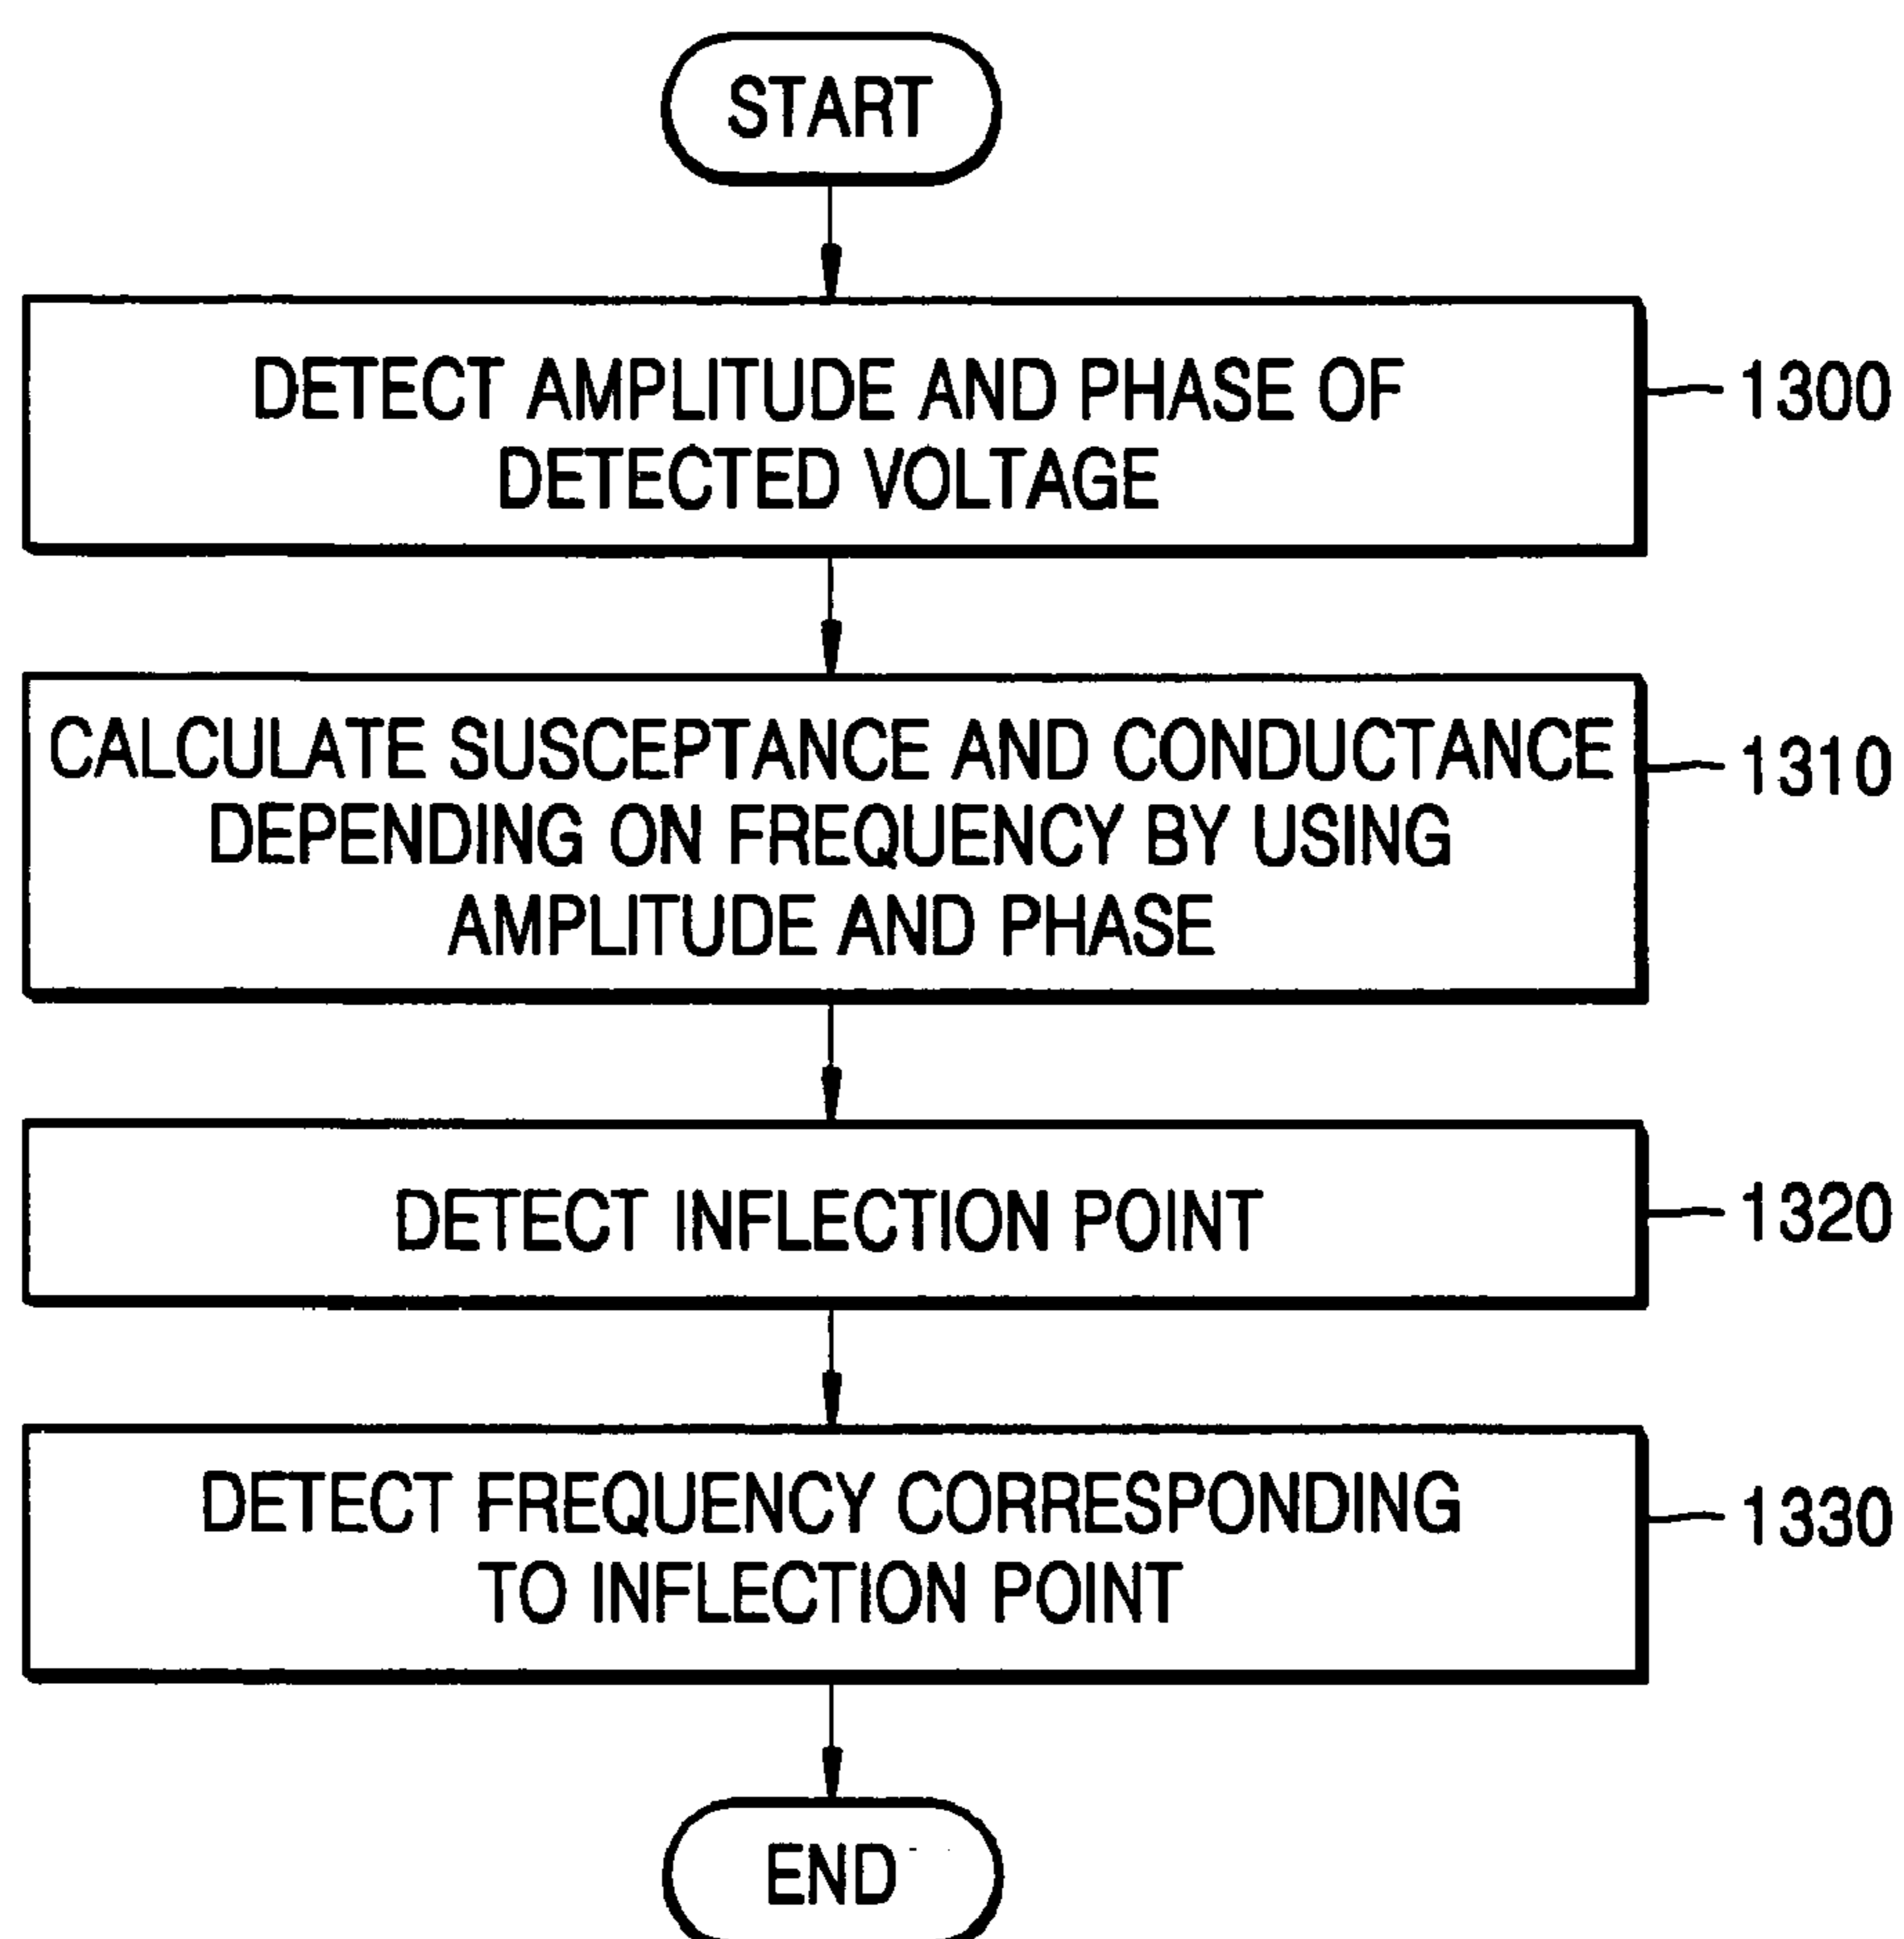 START
DETECT AMPLITUDE AND PHASE OF
DETECTED VOLTAGE
1300
CALCULATE SUSCEPTANCE AND CONDUCTANCE
DEPENDING ON FREQUENCY BY USING
AMPLITUDE AND PHASE
1310
DETECT INFLECTION POINT
1320
DETECT FREQUENCY CORRESPONDING
TO INFLECTION POINT
1330
END